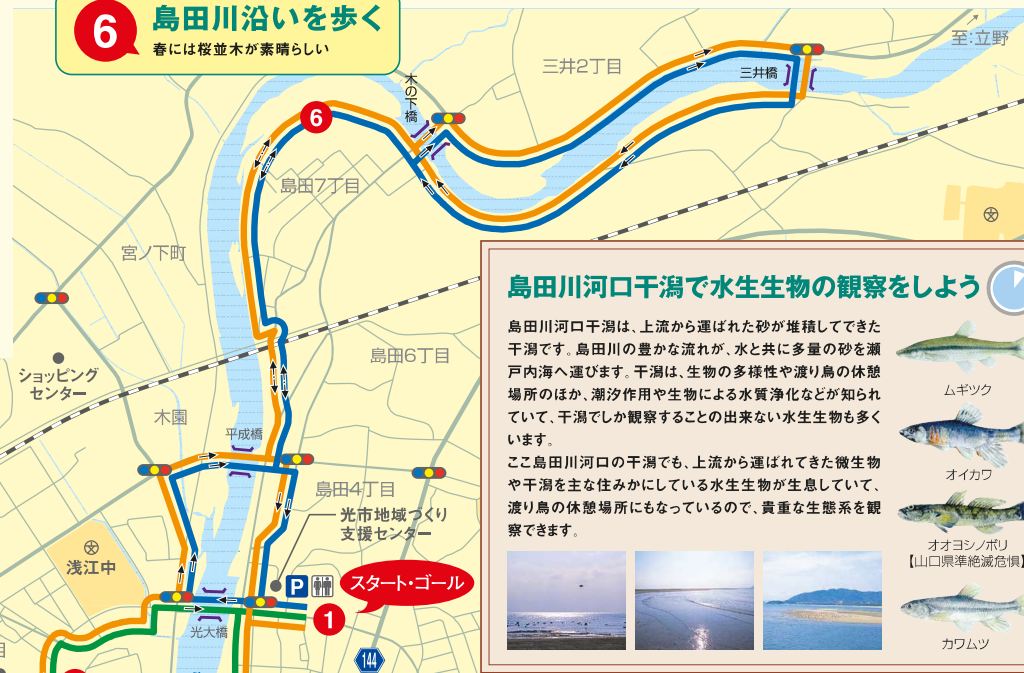 6
島田川沿いを歩く
春には桜並木が素晴らしい
至:立野
三井2丁目
三井橋
木の下橋
6
島田7丁目
宮ノ下町
ショッピング
センター
島田6丁目
木園
平成橋
島田4丁目
光市地域づくり
支援センター
浅江中
P
スタート・ゴール
1
光大橋
144
島田川河口干潟で水生生物の観察をしよう
島田川河口干潟は、上流から運ばれた砂が堆積してできた
干潟です。島田川の豊かな流れが、水と共に多量の砂を瀬
戸内海へ運びます。干潟は、生物の多様性や渡り鳥の休憩
場所のほか、潮汐作用や生物による水質浄化などが知られ
ていて、干潟でしか観察することの出来ない水生生物も多く
います。
ここ島田川河口の干潟でも、上流から運ばれてきた微生物
や干潟を主な住みかにしている水生生物が生息していて、
渡り鳥の休憩場所にもなっているので、貴重な生態系を観
察できます。
ムギツク
オイカワ
オオヨシノボリ
【山口県準絶滅危惧】
カワムツ